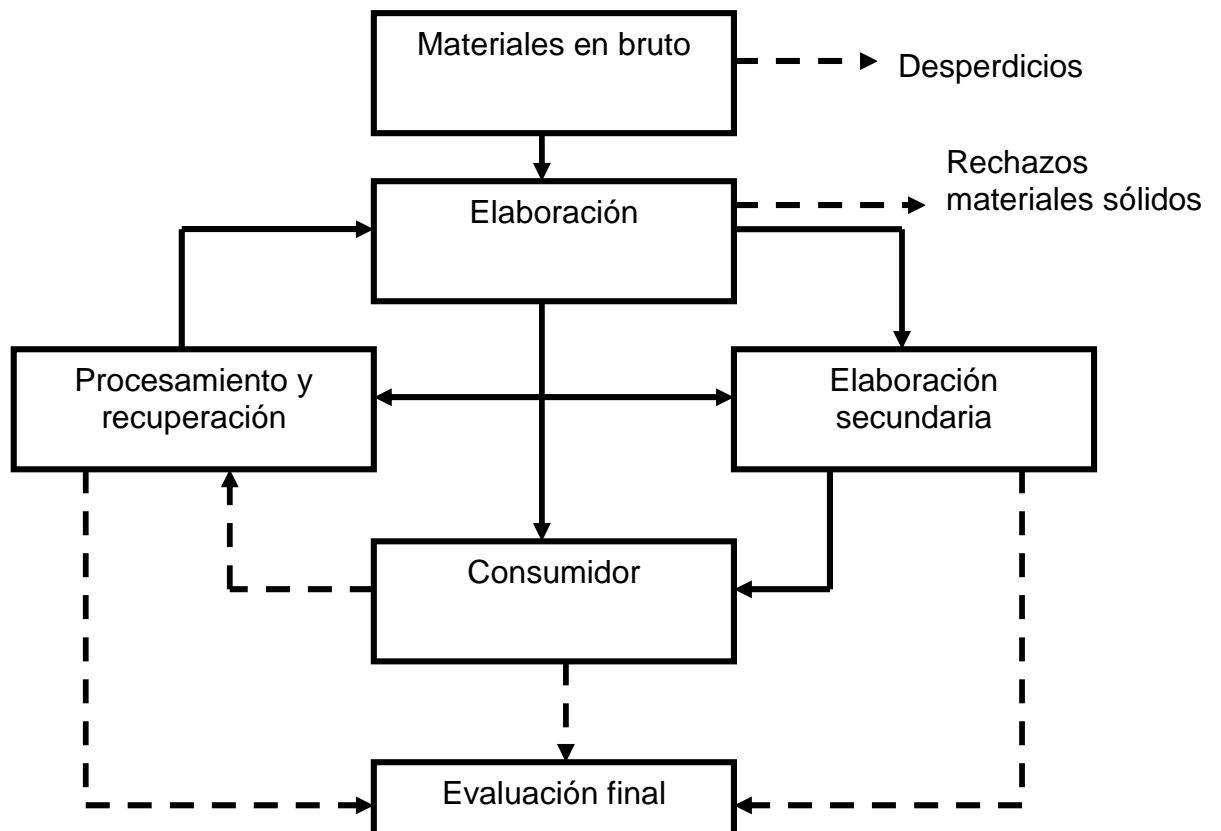 Materiales en bruto
Desperdicios
Rechazos
materiales sólidos
Elaboración
Procesamiento y
recuperación
Elaboración
secundaria
Consumidor
Evaluación final